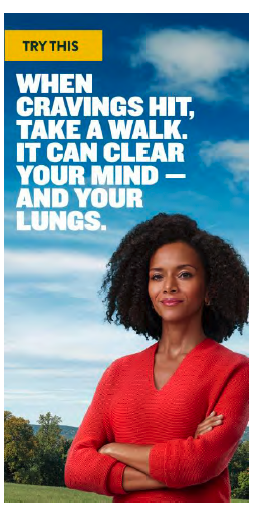 TRY THIS
WHEN
CRAVINGS HIT,
TAKE A WALK.
IT CAN CLEAR
YOUR MIND —
AND YOUR
LUNGS.